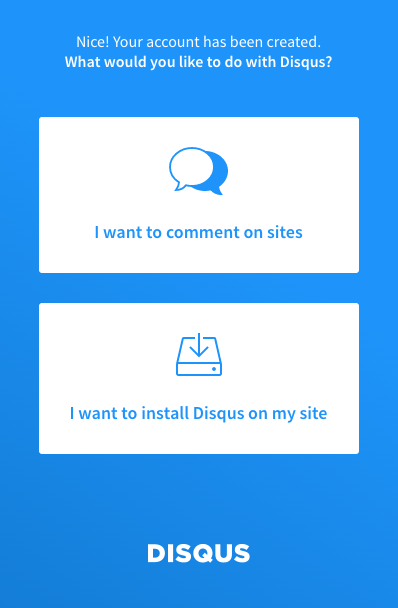 Nice! Your account has been created.
What would you like to do with Disqus?
I want to comment on sites
I want to install Disqus on my site
DISQUS